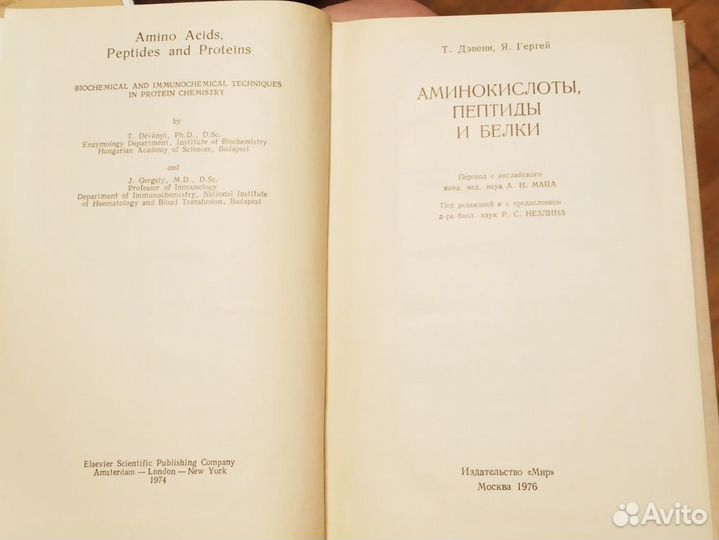 Amino Acids,
Peptides and Proteins
BIOCHEMICAL AND IMMUNOCHEMICAL TECHNIQUES
IN PROTEIN CHEMISTRY
by
T. Dévényi, Ph.D., D.Sc.
Enzymology Department, Institute of Biochemistry
Hungarian Academy of Sciences, Budapest
and
J. Gergely, M.D., D.Sc.
Professor of Immunology
Department of Immunochemistry, National Institute
of Haematology and Blood Transfusion, Budapest
Elsevier Scientific Publishing Company
Amsterdam — London — New York
1974
Т. Дэвени, Я. Гергей
АМИНОКИСЛОТЫ,
ПЕПТИДЫ
И БЕЛКИ
Перевод с английского
канд. мед. наук А. Н. МАЦА
Под редакцией и с предисловием
д-ра биол. наук Р. С. НЕЗЛИНА
Издательство «Мир»
Москва 1976
Avito